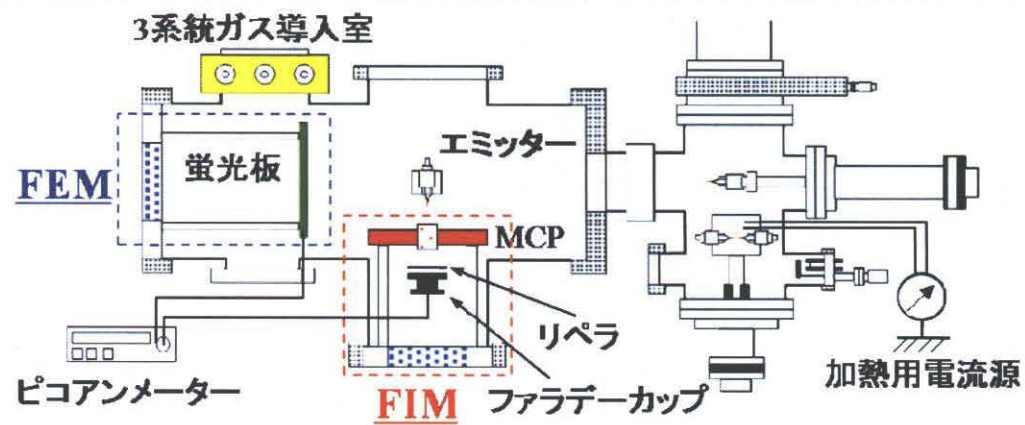 3系統ガス導入室
エミッター
蛍光板
FEM
MCP
リペラ
加熱用電流源
ピコアンメーター
FIM
ファラデーカップ